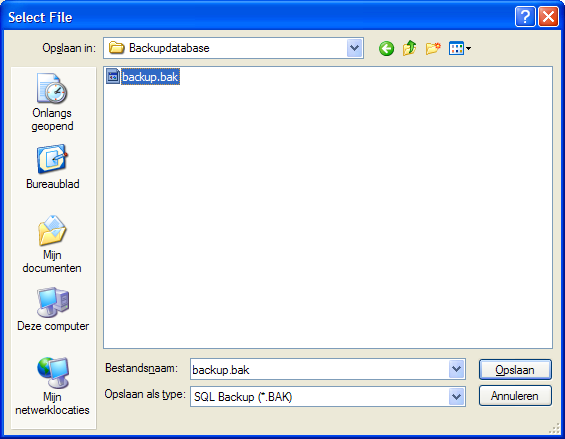 Select File
Opslaan in: Backupdatabase
backup.bak
Onlangs
geopend
Bureaublad
Mijn
documenten
Deze computer
Mijn
netwerklocaties
Bestandsnaam: backup.bak Opslaan
Opslaan als type: SQL Backup (*.BAK) Annuleren